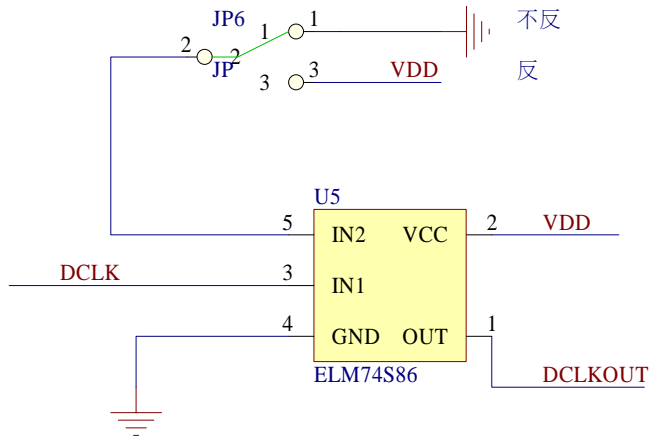 JP6
1
1
不反
2
2
JP
3
3
VDD
反
U5
5
IN2
VCC
2
VDD
DCLK
3
IN1
4
GND
OUT
1
ELM74S86
DCLKOUT